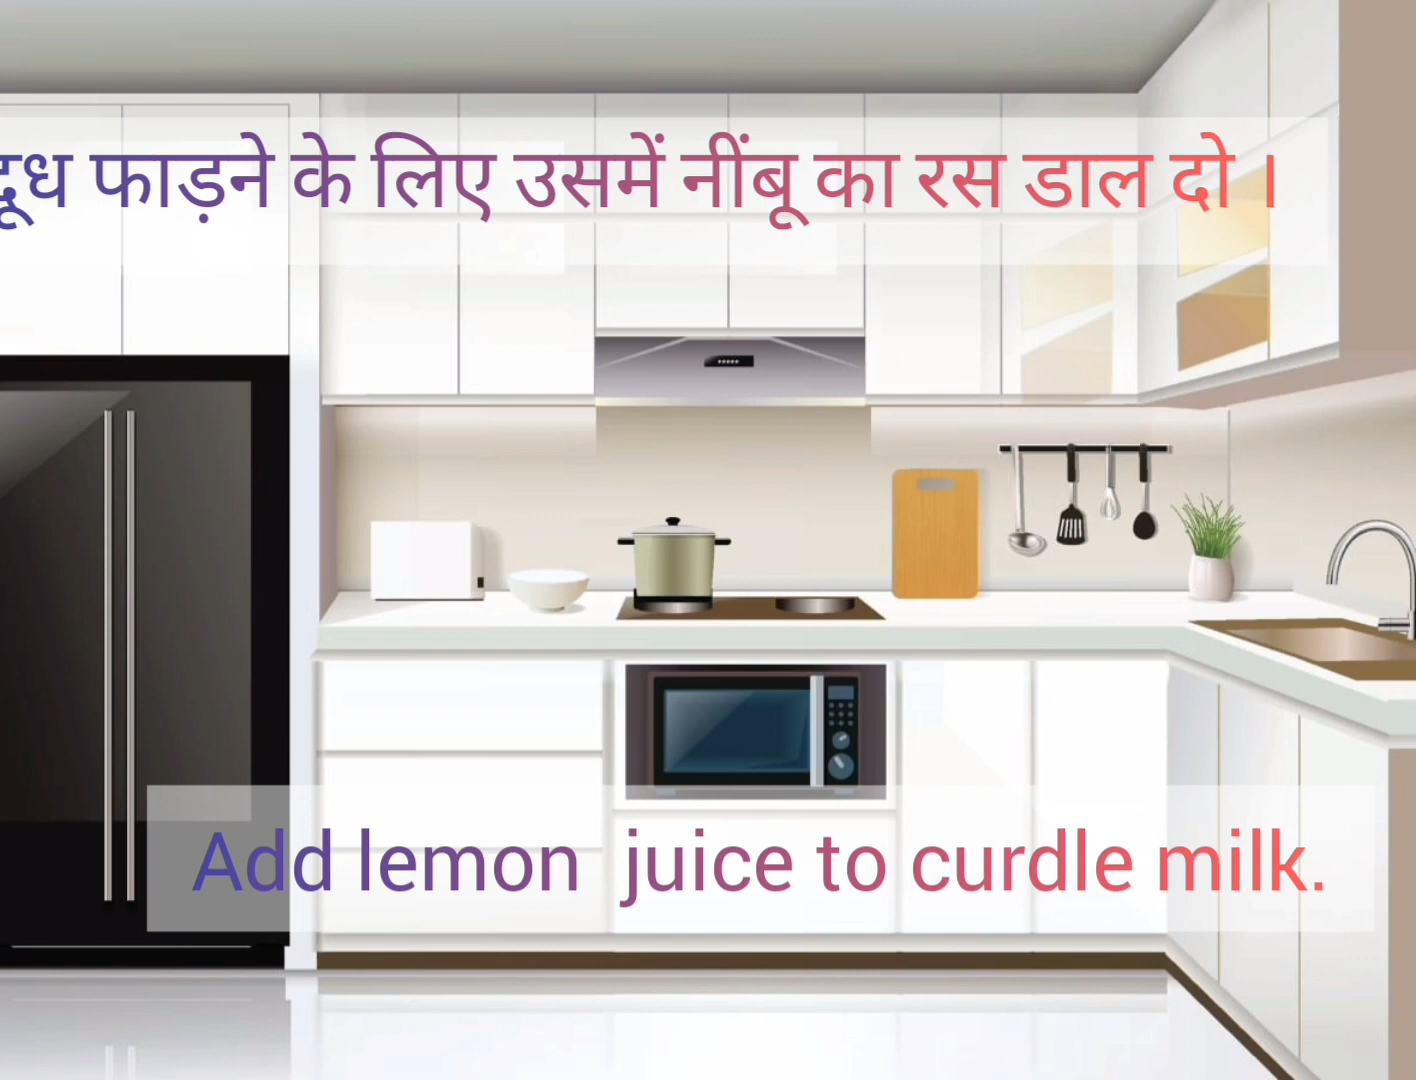 दूध फाड़ने के लिए उसमें नींबू का रस डाल दो ।
Add lemon juice to curdle milk.